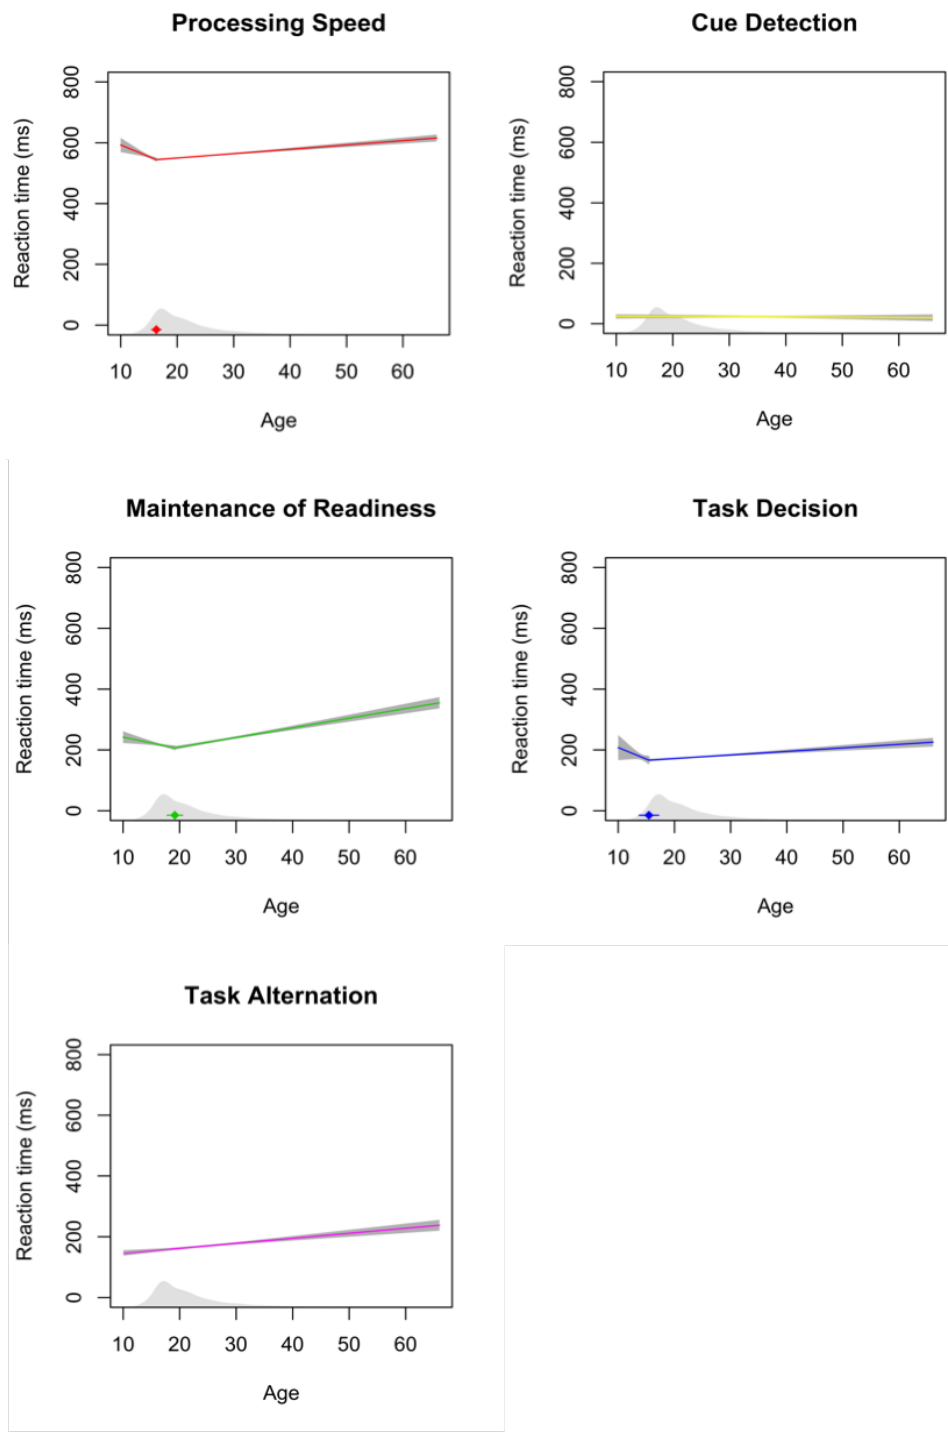 Processing Speed
Reaction time (ms)
800
600
400
200
0
10 20 30 40 50 60
Age
Cue Detection
Reaction time (ms)
800
600
400
200
0
10 20 30 40 50 60
Age
Maintenance of Readiness
Reaction time (ms)
800
600
400
200
0
10 20 30 40 50 60
Age
Task Decision
Reaction time (ms)
800
600
400
200
0
10 20 30 40 50 60
Age
Task Alternation
Reaction time (ms)
800
600
400
200
0
10 20 30 40 50 60
Age